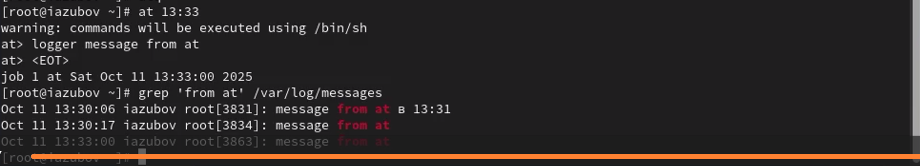 [root@iazubov ~]# at 13:33
warning: commands will be executed using /bin/sh
at> logger message from at
at> <EOT>
job 1 at Sat Oct 11 13:33:00 2025
[root@iazubov ~]# grep 'from at' /var/log/messages
Oct 11 13:30:06 iazubov root[3831]: message from at в 13:31
Oct 11 13:30:17 iazubov root[3834]: message from at
Oct 11 13:33:00 iazubov root[3863]: message from at
[root@iazubov ~]#